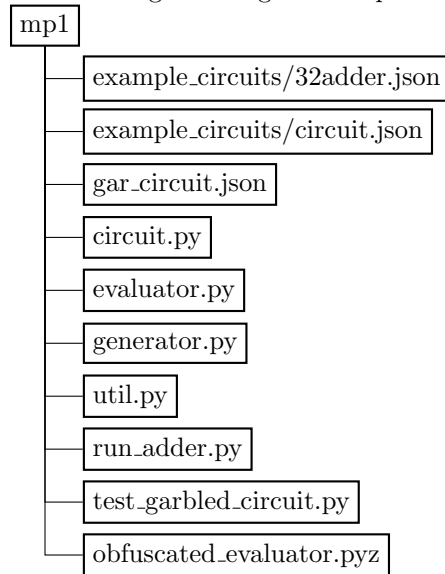 mp1
example_circuits/32adder.json
example_circuits/circuit.json
gar_circuit.json
circuit.py
evaluator.py
generator.py
util.py
run_adder.py
test_garbled_circuit.py
obfuscated_evaluator.pyz